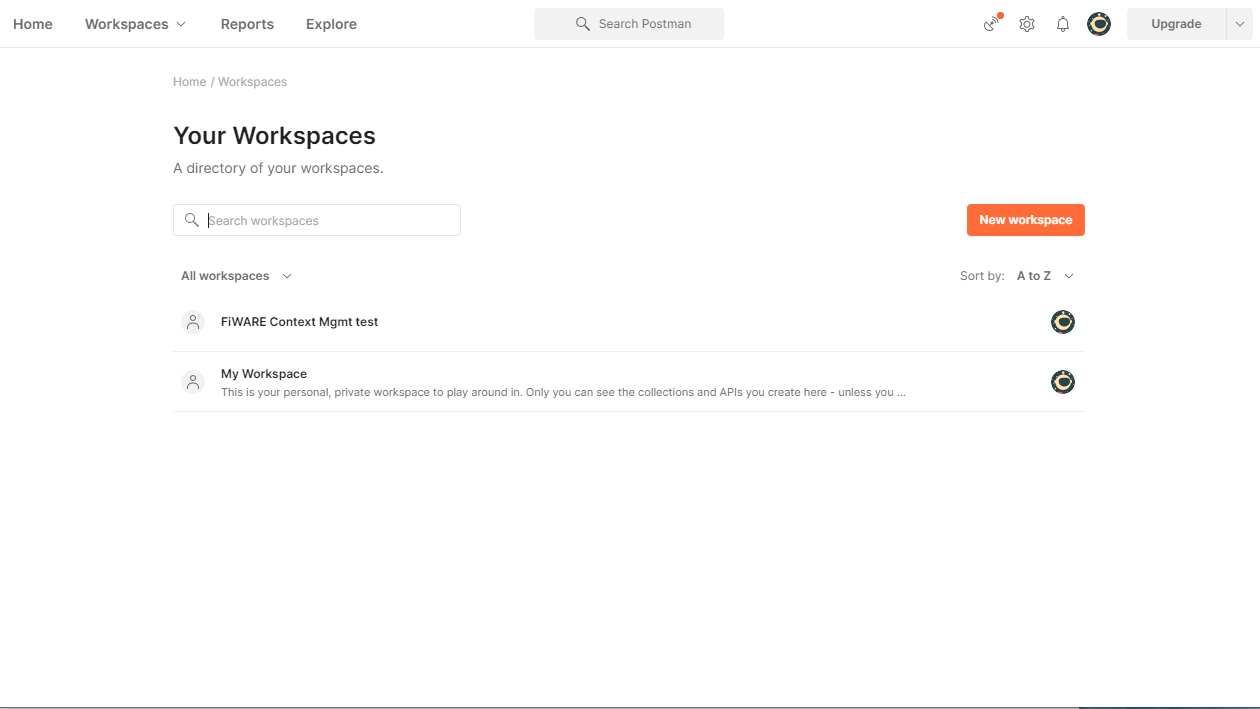 Home Workspaces Reports Explore Search Postman Upgrade
Home / Workspaces
Your Workspaces
A directory of your workspaces.
Search workspaces New workspace
All workspaces Sort by: A to Z
FiWARE Context Mgmt test
My Workspace
This is your personal, private workspace to play around in. Only you can see the collections and APIs you create here - unless you ...